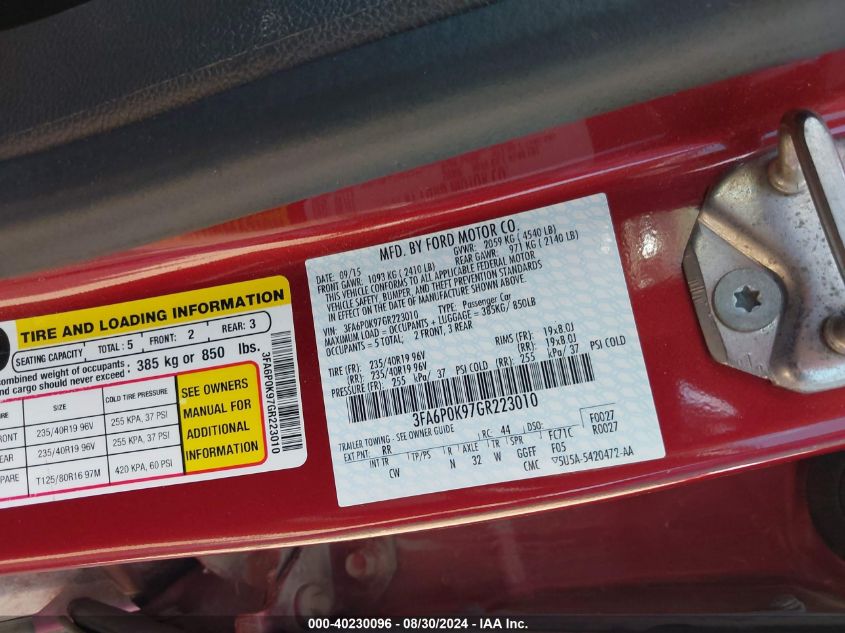 TIRE AND LOADING INFORMATION
SEATING CAPACITY TOTAL: 5 FRONT: 2 REAR: 3
combined weight of occupants
and cargo should never exceed : 385 kg or 850 lbs.
SIZE COLD TIRE PRESSURE
FRONT 235/40R19 96V 255 KPA, 37 PSI
235/40R19 96V 255 KPA, 37 PSI
T125/80R16 97M 420 KPA, 60 PSI
SEE OWNERS
MANUAL FOR
ADDITIONAL
INFORMATION
3FA6P0K97GR223010
MFD. BY FORD MOTOR CO.
DATE: 09/15 GVWR: 2059 KG ( 4540 LB)
FRONT GAWR: 1093 KG ( 2410 LB) REAR GAWR: 971 KG ( 2140 LB)
THIS VEHICLE CONFORMS TO ALL APPLICABLE FEDERAL MOTOR
VEHICLE SAFETY, BUMPER, AND THEFT PREVENTION STANDARDS
IN EFFECT ON THE DATE OF MANUFACTURE SHOWN ABOVE.
VIN: 3FA6P0K97GR223010 TYPE: Passenger Car
MAXIMUM LOAD = OCCUPANTS + LUGGAGE = 385KG/ 850LB
OCCUPANTS = 5 TOTAL; 2 FRONT, 3 REAR
TIRE (FR): 235/40R19 96V RIMS (FR): 19x8.0J
(RR): 235/40R19 96V (RR): 19x8.0J
PRESSURE (FR): 255 kPa/ 37 PSI COLD (RR): 255 kPa/ 37 PSI COLD
3FA6P0K97GR223010
TRAILER TOWING - SEE OWNER GUIDE
EXT PNT: RR RC: 44 DSO: F0027
INT TR TP/PS R AXLE TR SPR FC71C R0027
CW N 32 W GGFF F05
CMC 5U5A-5420472-AA
000-40230096 - 08/30/2024 - IAA Inc.